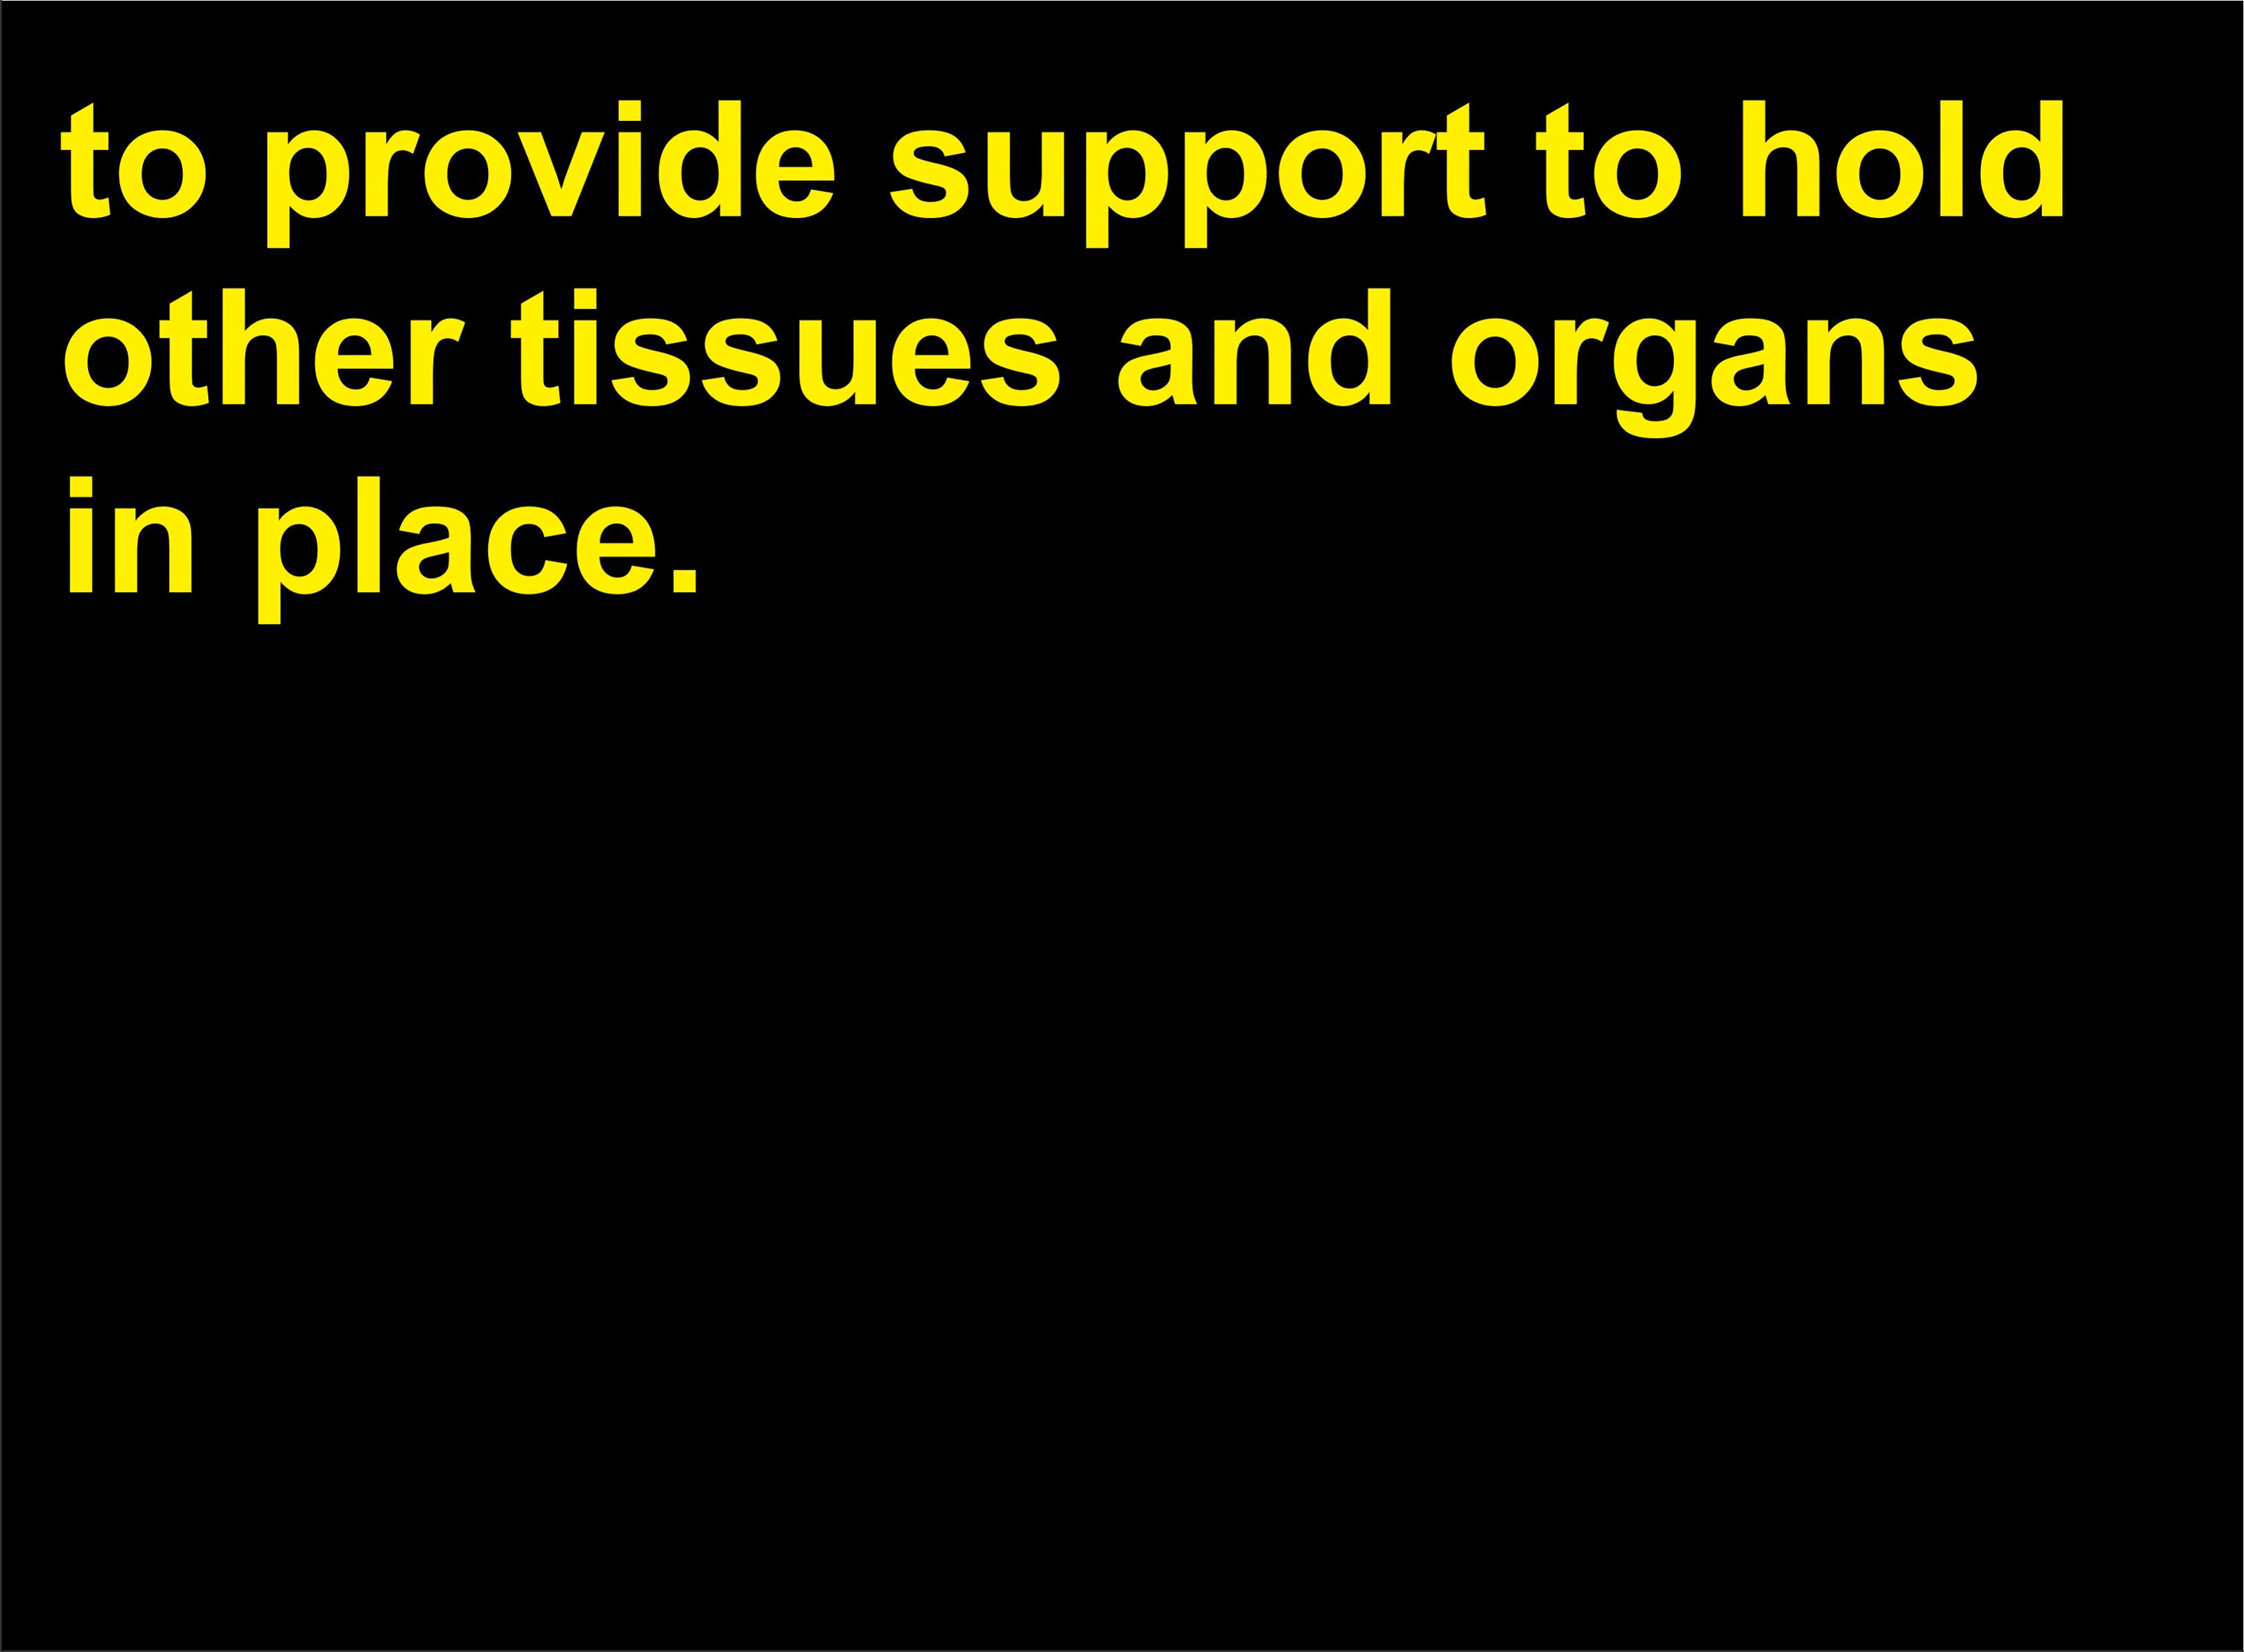 to provide support to hold
other tissues and organs
in place.